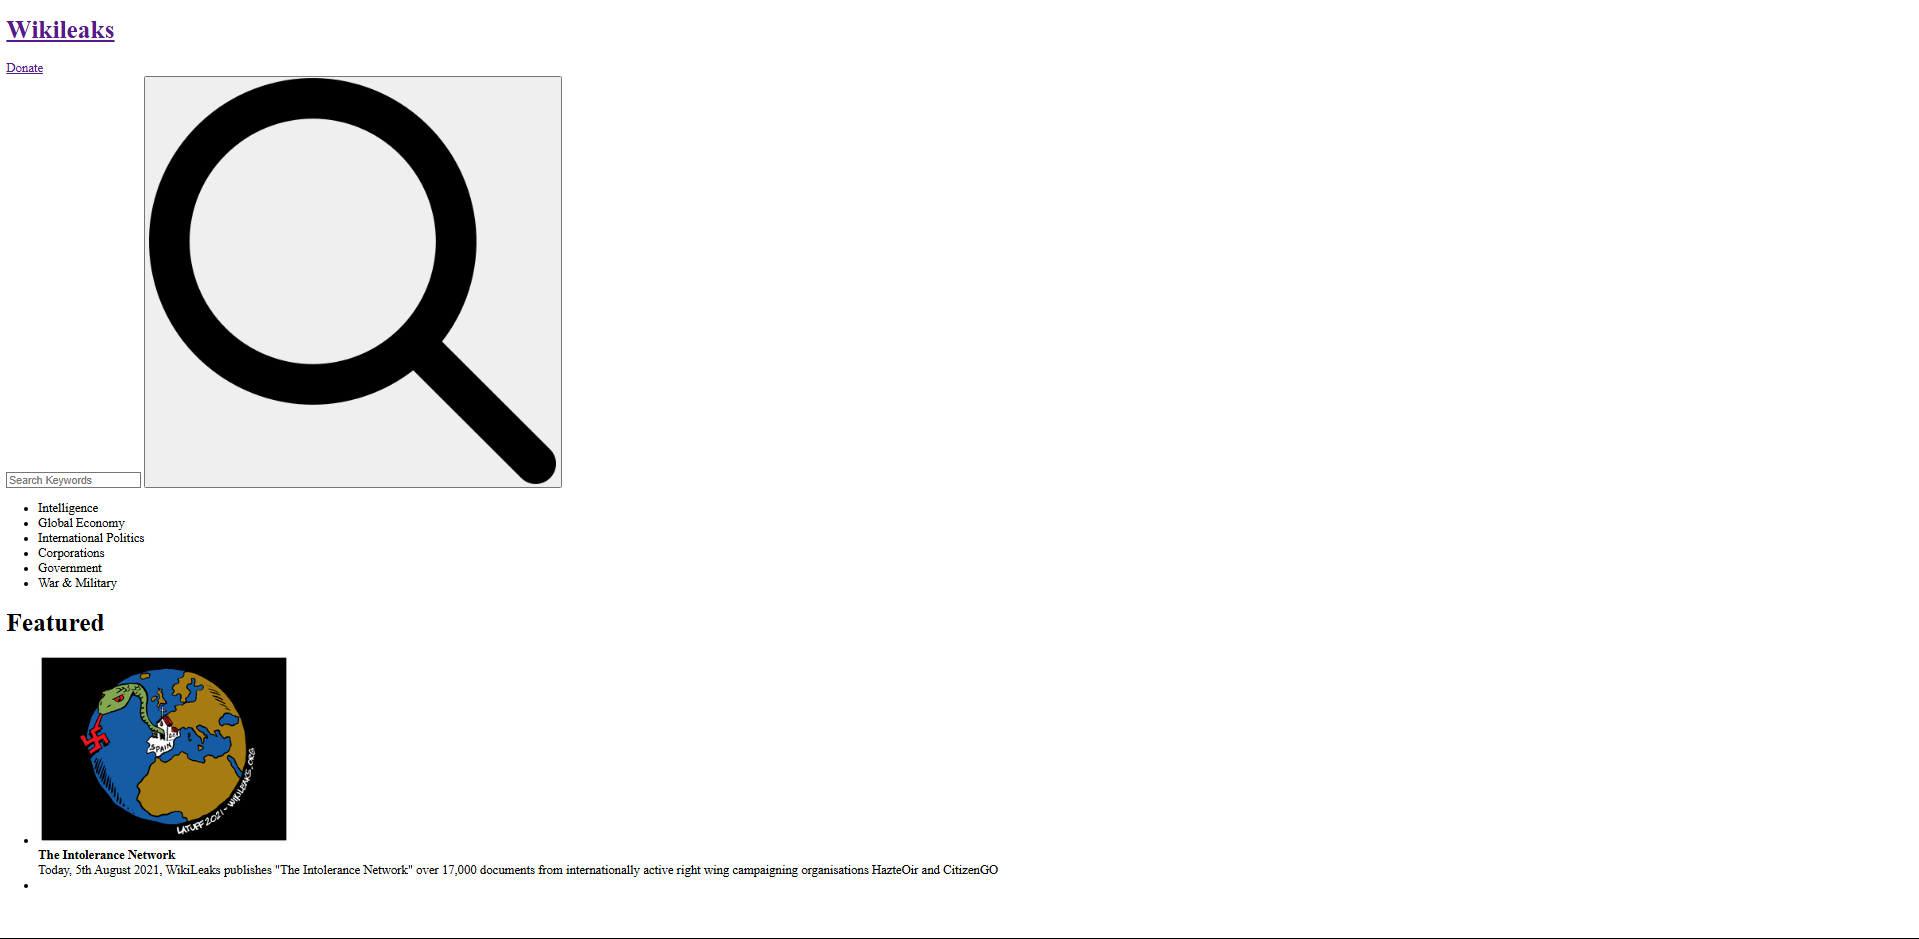 Wikileaks
Donate
Search Keywords
Intelligence
Global Economy
International Politics
Corporations
Government
War & Military
Featured
SPAIN
LATUFF 2021 - WIKILEAKS.ORG
The Intolerance Network
Today, 5th August 2021, WikiLeaks publishes "The Intolerance Network" over 17,000 documents from internationally active right wing campaigning organisations HazteOir and CitizenGO